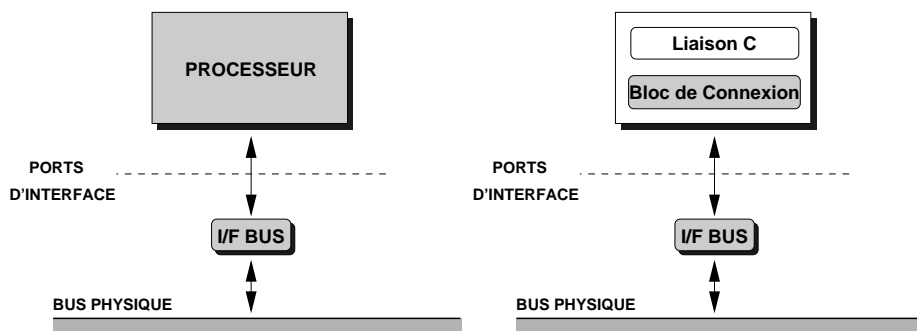 PROCESSEUR
PORTS
D'INTERFACE
I/F BUS
BUS PHYSIQUE
Liaison C
Bloc de Connexion
PORTS
D'INTERFACE
I/F BUS
BUS PHYSIQUE